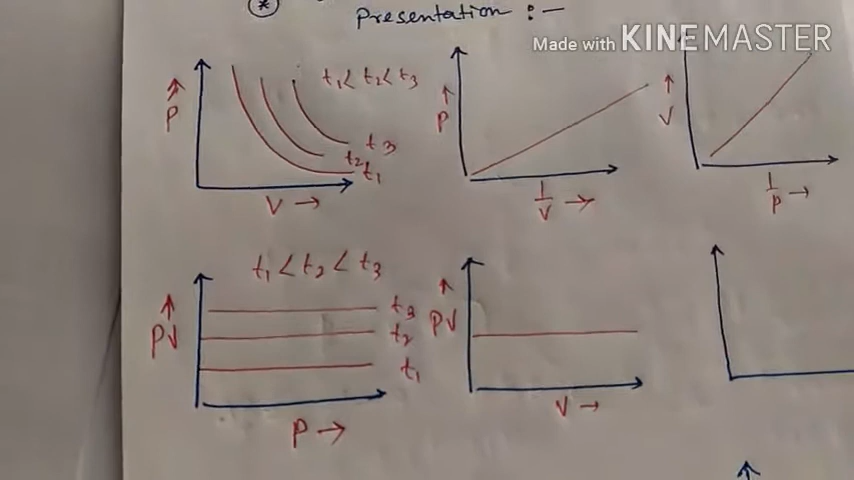 *
Presentation :-
Made with KINEMASTER
↑ P
t₁ < t₂ < t₃
t₃
t₂
t₁
V →
↑ P
1/V →
↑ V
1/P →
t₁ < t₂ < t₃
↑ PV
t₃
t₂
t₁
P →
↑ PV
V →